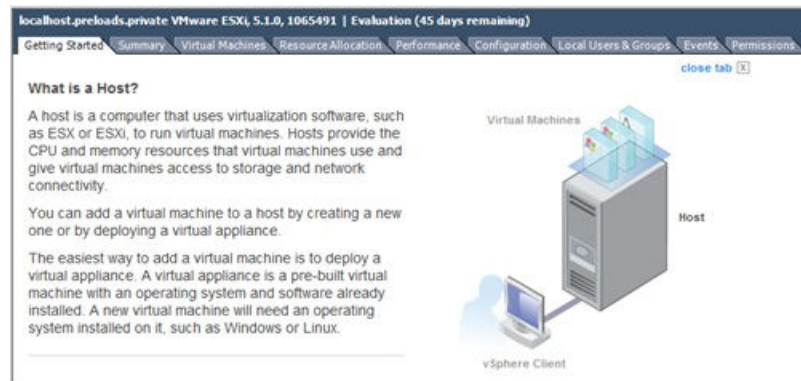 localhost.preloads.private VMware ESXi, 5.1.0, 1065491 | Evaluation (45 days remaining)
Getting Started Summary Virtual Machines Resource Allocation Performance Configuration Local Users & Groups Events Permissions
close tab X
What is a Host?
A host is a computer that uses virtualization software, such
as ESX or ESXi, to run virtual machines. Hosts provide the
CPU and memory resources that virtual machines use and
give virtual machines access to storage and network
connectivity.
You can add a virtual machine to a host by creating a new
one or by deploying a virtual appliance.
The easiest way to add a virtual machine is to deploy a
virtual appliance. A virtual appliance is a pre-built virtual
machine with an operating system and software already
installed. A new virtual machine will need an operating
system installed on it, such as Windows or Linux.
Virtual Machines
Host
vSphere Client